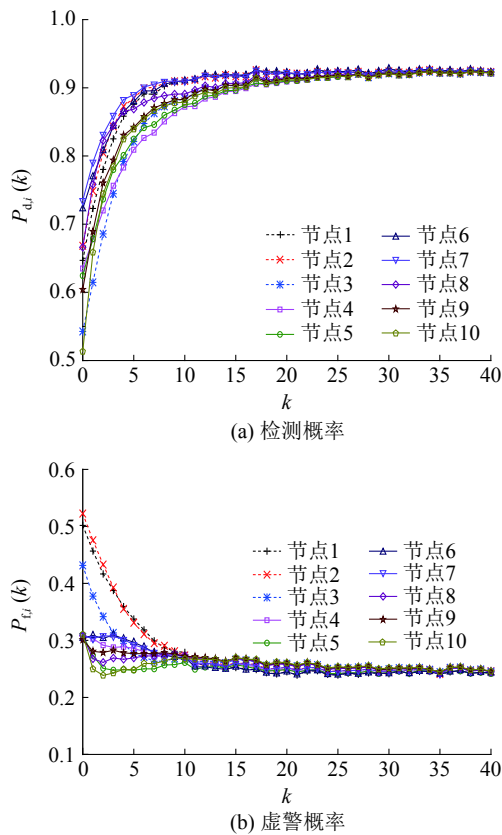 1.0
0.9
0.8
0.7
0.6
0.5
P_{d,i} (k)
节点1 节点6
节点2 节点7
节点3 节点8
节点4 节点9
节点5 节点10
0 5 10 15 20 25 30 35 40
k
(a) 检测概率
0.6
0.5
0.4
0.3
0.2
0.1
P_{f,i} (k)
节点1 节点6
节点2 节点7
节点3 节点8
节点4 节点9
节点5 节点10
0 5 10 15 20 25 30 35 40
k
(b) 虚警概率